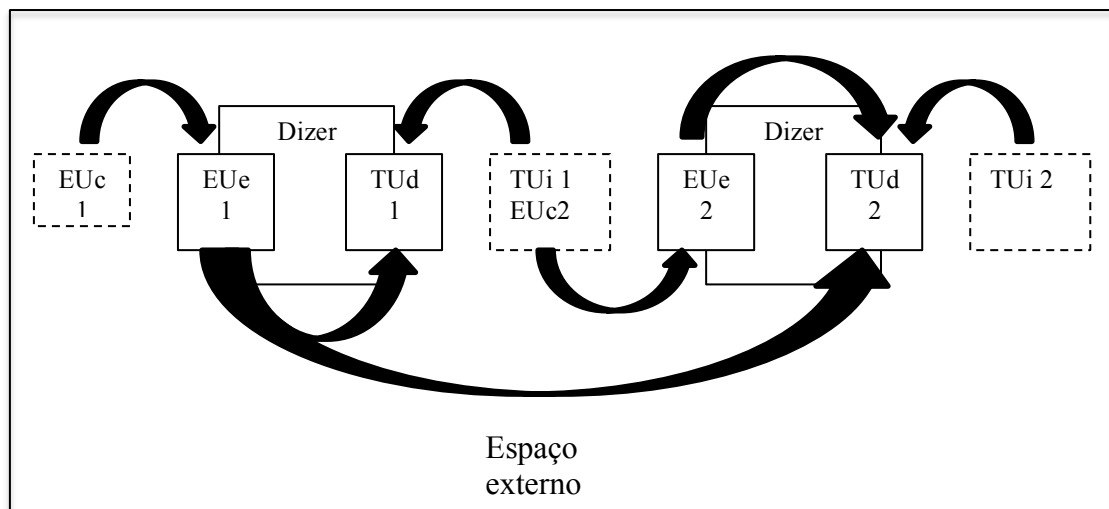 Dizer
Dizer
EUc
1
EUe
1
TUd
1
TUi 1
EUc2
EUe
2
TUd
2
TUi 2
Espaço
externo